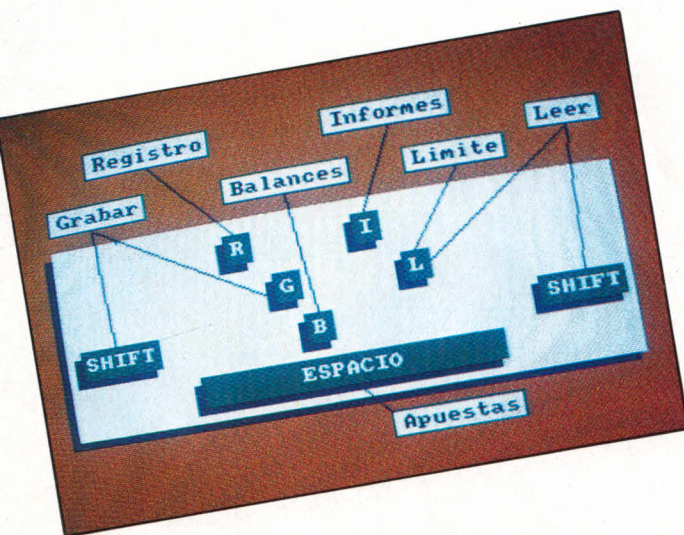 Informes
Leer
Registro
Limite
Balances
Grabar
R
I
L
G
SHIFT
B
SHIFT
ESPACIO
Apuestas